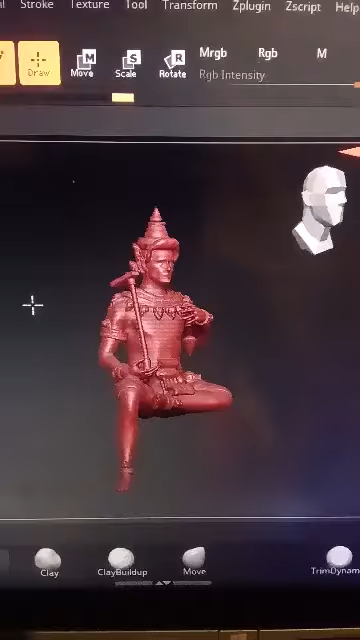 Stroke Texture Tool Transform Zplugin Zscript Help
Draw Move Scale Rotate Mrgb Rgb M
M S R
Rgb Intensity
Clay ClayBuildup Move TrimDynam